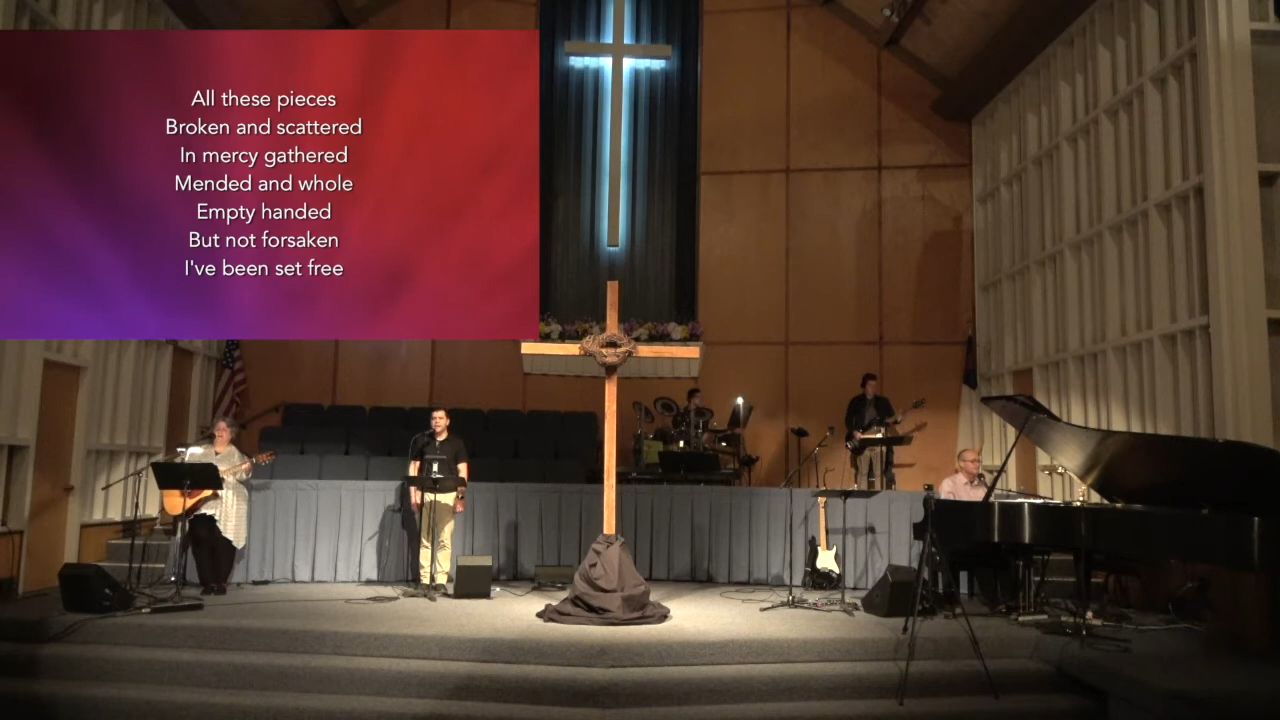 All these pieces
Broken and scattered
In mercy gathered
Mended and whole
Empty handed
But not forsaken
I've been set free